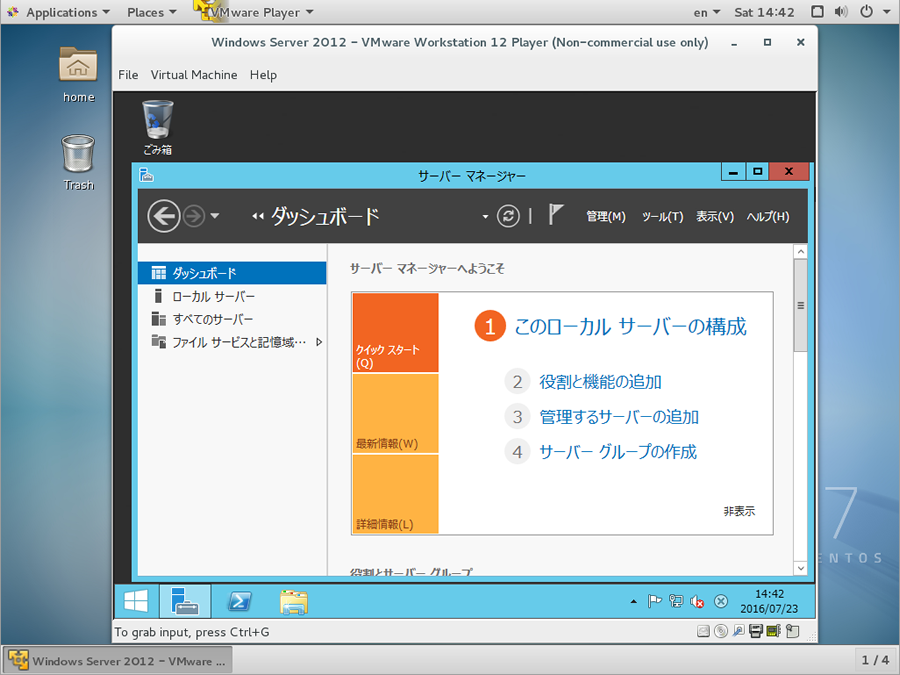 Applications Places VMware Player en Sat 14:42
Windows Server 2012 - VMware Workstation 12 Player (Non-commercial use only)
File Virtual Machine Help
home
Trash
ごみ箱
サーバー マネージャー
ダッシュボード
管理(M) ツール(T) 表示(V) ヘルプ(H)
ダッシュボード
ローカル サーバー
すべてのサーバー
ファイル サービスと記憶域…
サーバー マネージャーへようこそ
クイック スタート
(Q)
最新情報(W)
詳細情報(L)
1 このローカル サーバーの構成
2 役割と機能の追加
3 管理するサーバーの追加
4 サーバー グループの作成
非表示
役割とサーバー グループ
7
ENTOS
14:42
2016/07/23
To grab input, press Ctrl+G
Windows Server 2012 - VMware ...
1 / 4